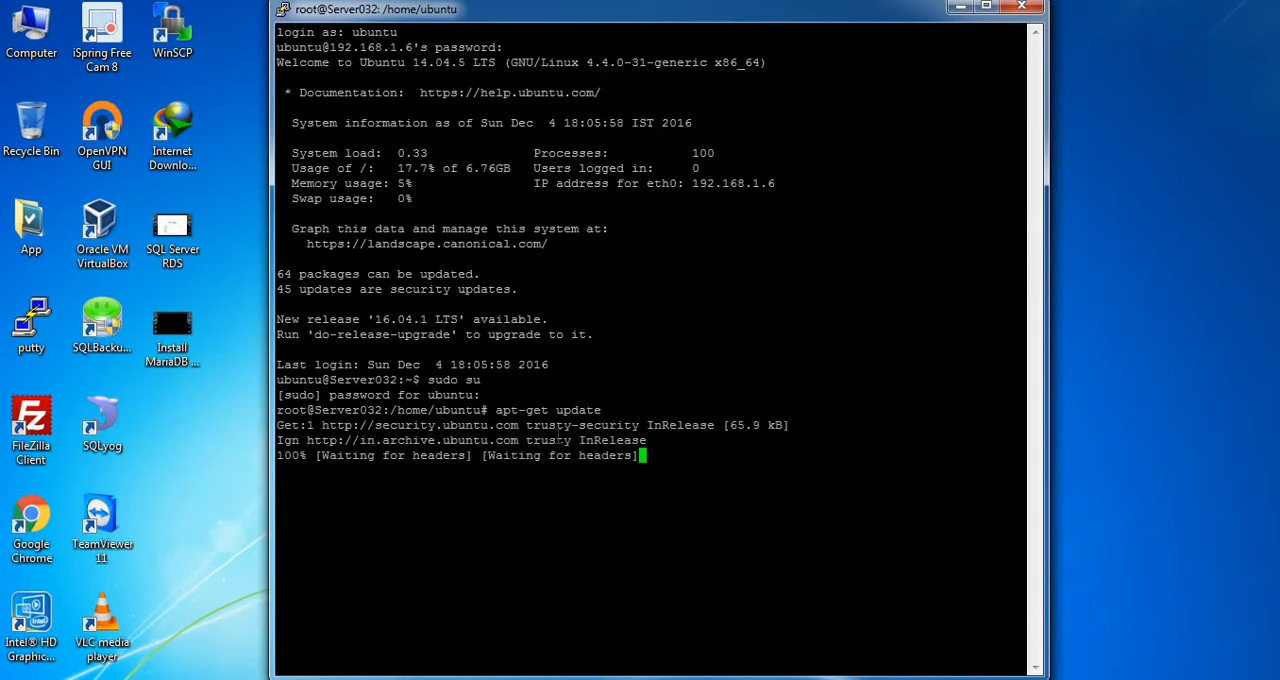 root@Server032: /home/ubuntu
login as: ubuntu
ubuntu@192.168.1.6's password:
Welcome to Ubuntu 14.04.5 LTS (GNU/Linux 4.4.0-31-generic x86_64)
* Documentation:  https://help.ubuntu.com/
System information as of Sun Dec  4 18:05:58 IST 2016
System load:  0.33              Processes:           100
Usage of /:   17.7% of 6.76GB   Users logged in:     0
Memory usage: 5%                IP address for eth0: 192.168.1.6
Swap usage:   0%
Graph this data and manage this system at:
https://landscape.canonical.com/
64 packages can be updated.
45 updates are security updates.
New release '16.04.1 LTS' available.
Run 'do-release-upgrade' to upgrade to it.
Last login: Sun Dec  4 18:05:58 2016
ubuntu@Server032:~$ sudo su
[sudo] password for ubuntu:
root@Server032:/home/ubuntu# apt-get update
Get:1 http://security.ubuntu.com trusty-security InRelease [65.9 kB]
Ign http://in.archive.ubuntu.com trusty InRelease
100% [Waiting for headers] [Waiting for headers]
Computer
iSpring Free
Cam 8
WinSCP
Recycle Bin
OpenVPN
GUI
Internet
Downlo...
App
Oracle VM
VirtualBox
SQL Server
RDS
putty
SQLBacku...
Install
MariaDB ...
FileZilla
Client
SQLyog
Google
Chrome
TeamViewer
11
Intel® HD
Graphic...
VLC media
player